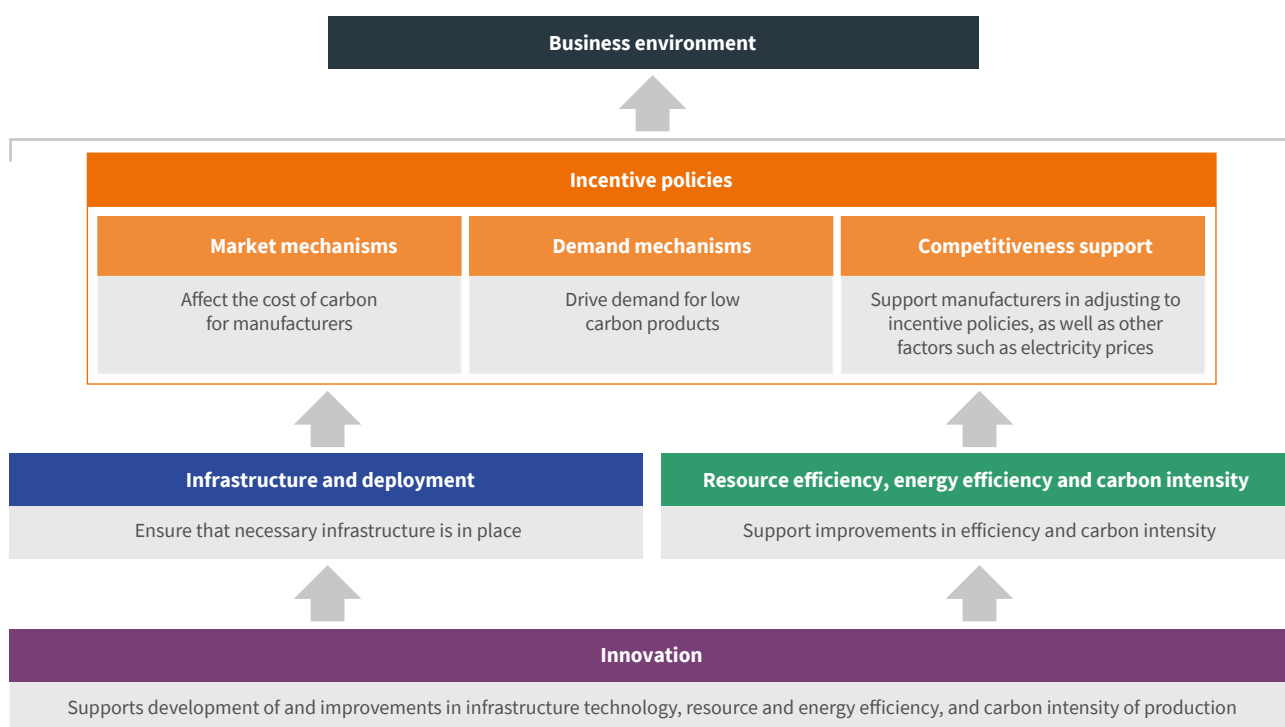 Business environment
Incentive policies
Market mechanisms
Affect the cost of carbon
for manufacturers
Demand mechanisms
Drive demand for low
carbon products
Competitiveness support
Support manufacturers in adjusting to
incentive policies, as well as other
factors such as electricity prices
Infrastructure and deployment
Ensure that necessary infrastructure is in place
Resource efficiency, energy efficiency and carbon intensity
Support improvements in efficiency and carbon intensity
Innovation
Supports development of and improvements in infrastructure technology, resource and energy efficiency, and carbon intensity of production